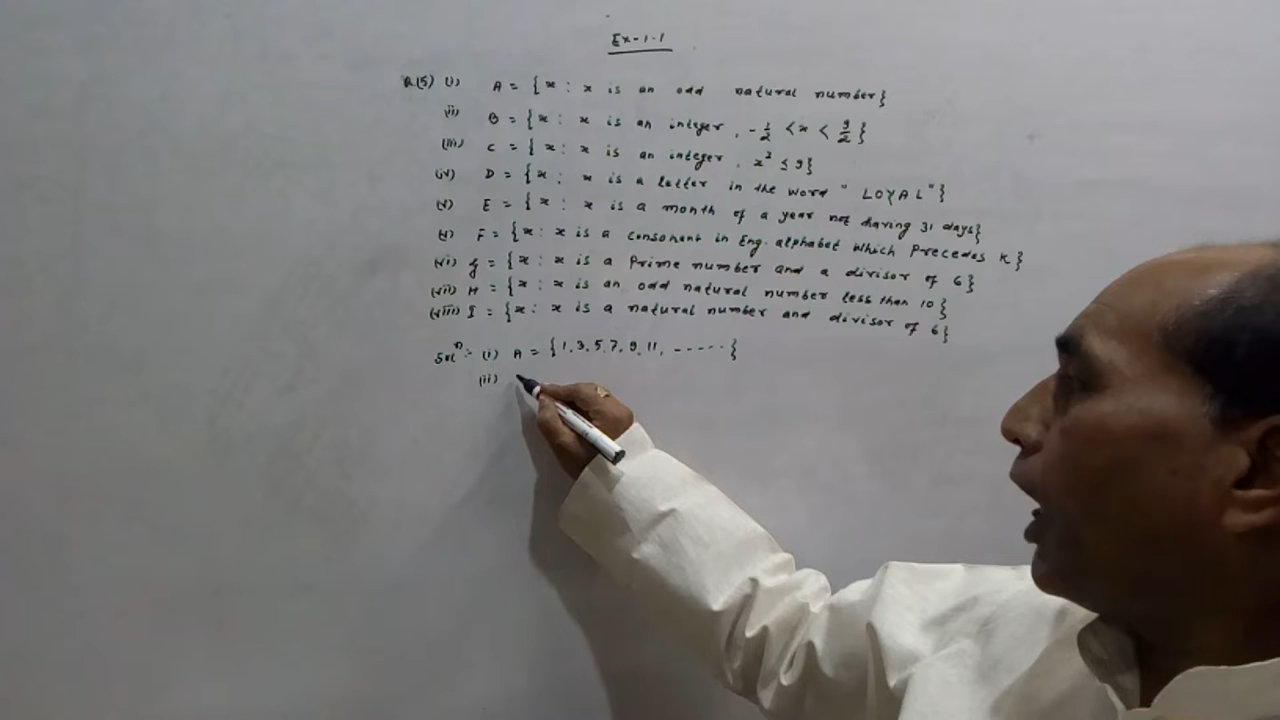 Ex-1.1
Q(5) (i) A = {x : x is an odd natural number}
(ii) B = {x : x is an integer, -1/2 < x < 9/2}
(iii) C = {x : x is an integer, x² ≤ 9}
(iv) D = {x : x is a letter in the word "LOYAL"}
(v) E = {x : x is a month of a year not having 31 days}
(v) F = {x : x is a consonant in Eng. alphabet which Precedes K}
(vi) G = {x : x is a Prime number and a divisor of 6}
(vii) H = {x : x is an odd natural number less than 10}
(viii) I = {x : x is a natural number and divisor of 6}
Solⁿ:- (i) A = {1, 3, 5, 7, 9, 11, ------}
(ii)